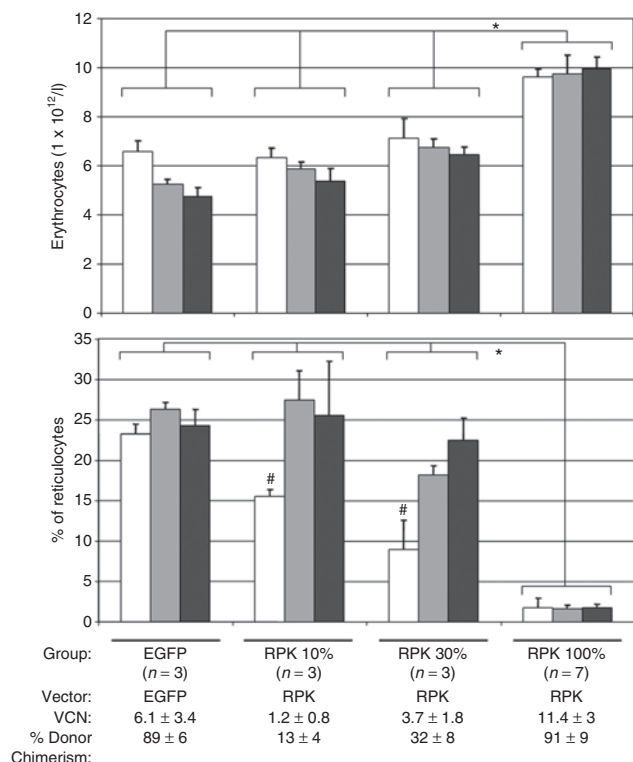 12
10
8
6
4
2
0
Erythrocytes (1 x 10¹²/l)
*
35
30
25
20
15
10
5
0
% of reticulocytes
*
#
#
Group: EGFP RPK 10% RPK 30% RPK 100%
(n = 3) (n = 3) (n = 3) (n = 7)
Vector: EGFP RPK RPK RPK
VCN: 6.1 ± 3.4 1.2 ± 0.8 3.7 ± 1.8 11.4 ± 3
% Donor 89 ± 6 13 ± 4 32 ± 8 91 ± 9
Chimerism: